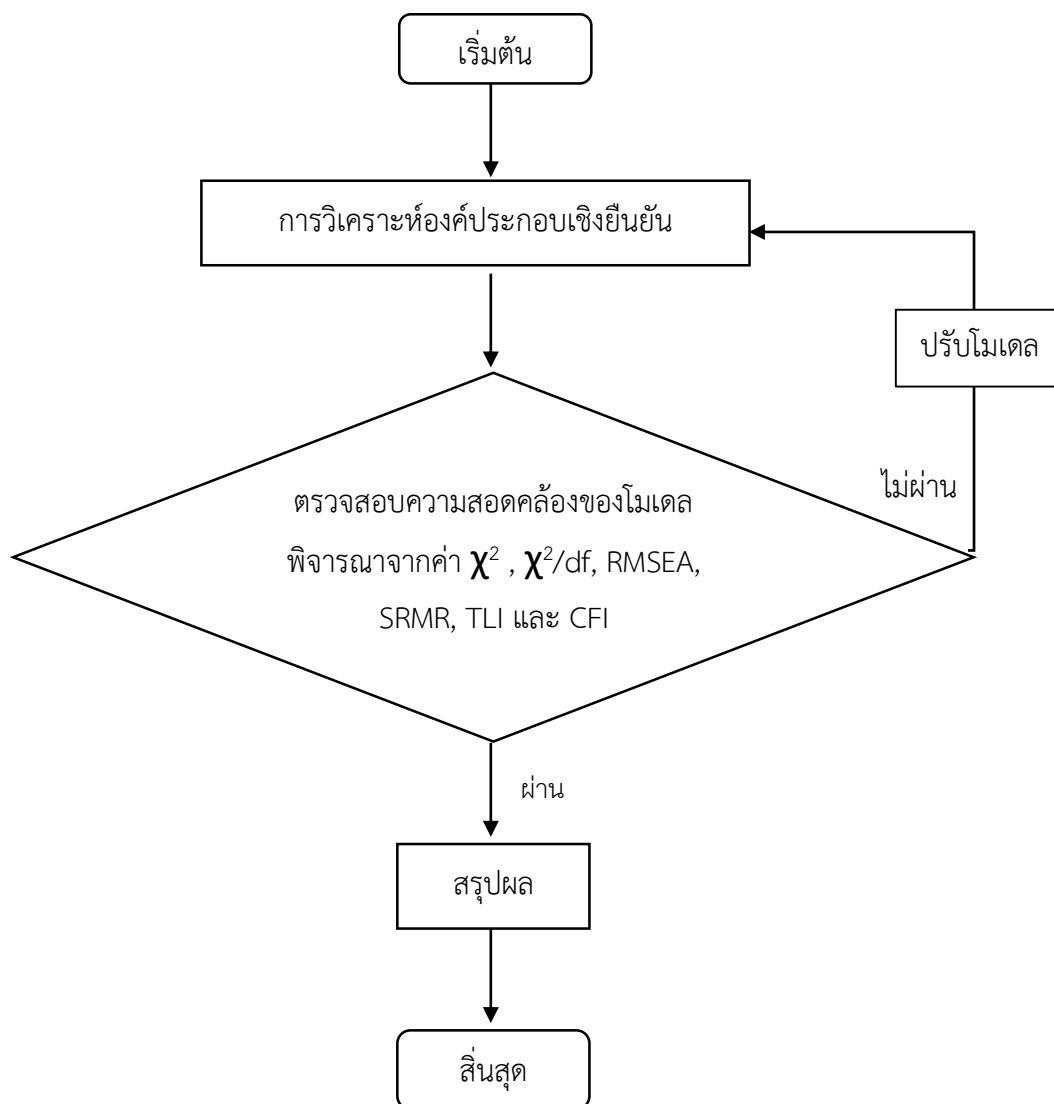 เริ่มต้น
การวิเคราะห์องค์ประกอบเชิงยืนยัน
ปรับโมเดล
ไม่ผ่าน
ตรวจสอบความสอดคล้องของโมเดล
พิจารณาจากค่า χ² , χ²/df, RMSEA,
SRMR, TLI และ CFI
ผ่าน
สรุปผล
สิ่นสุด